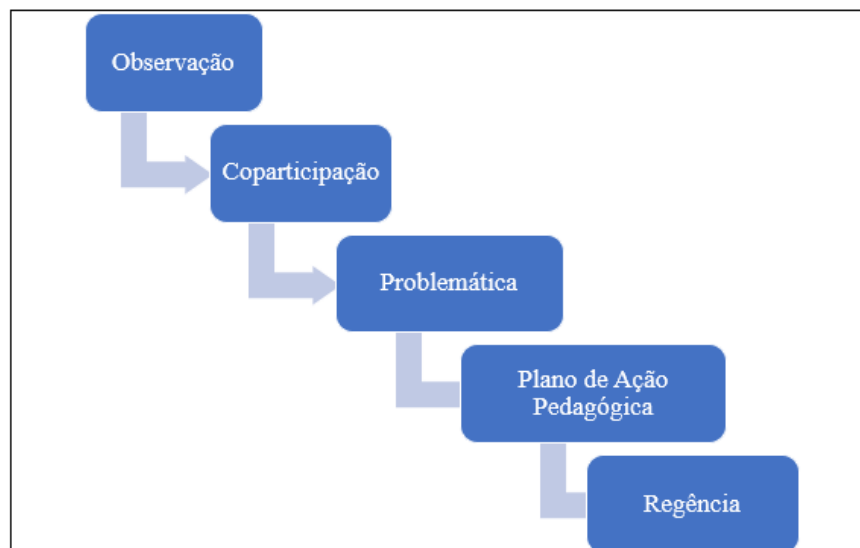 Observação
Coparticipação
Problemática
Plano de Ação
Pedagógica
Regência